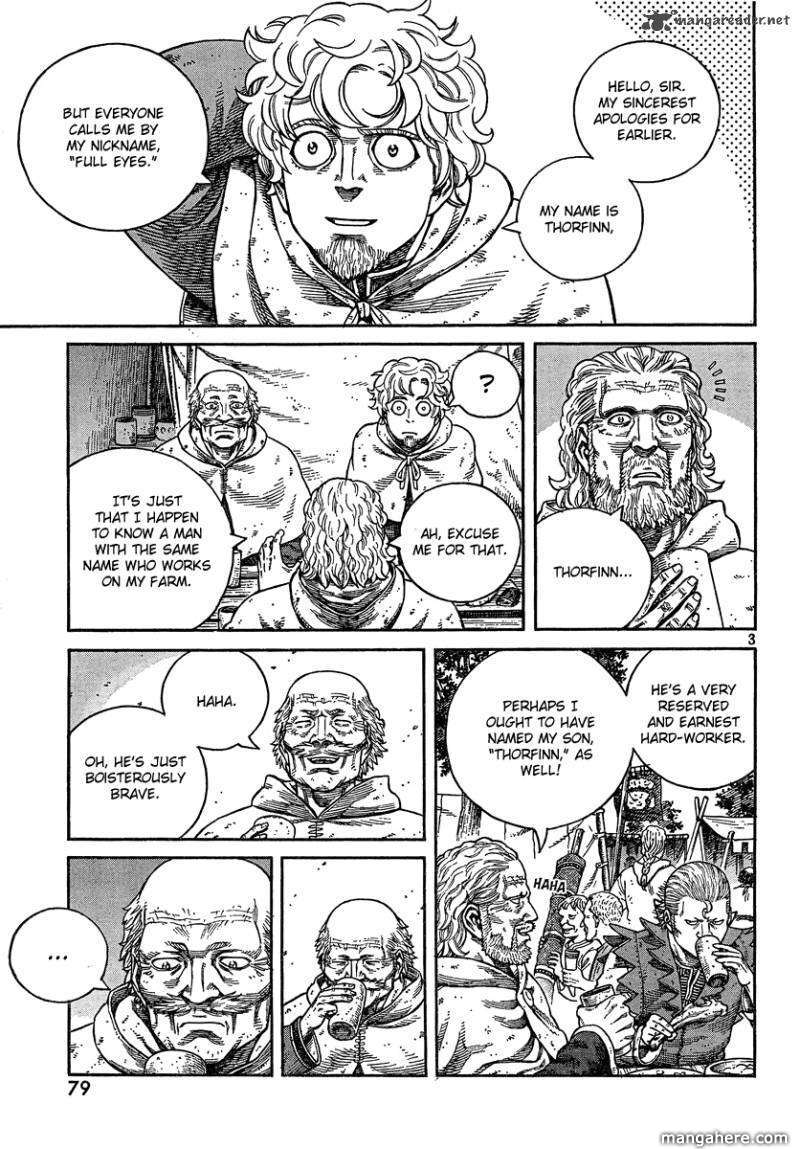 mangareader.net
HELLO, SIR.
MY SINCEREST
APOLOGIES FOR
EARLIER.
MY NAME IS
THORFINN,
BUT EVERYONE
CALLS ME BY
MY NICKNAME,
"FULL EYES."
THORFINN...
?
AH, EXCUSE
ME FOR THAT.
IT'S JUST
THAT I HAPPEN
TO KNOW A MAN
WITH THE SAME
NAME WHO WORKS
ON MY FARM.
3
HE'S A VERY
RESERVED
AND EARNEST
HARD-WORKER.
PERHAPS I
OUGHT TO HAVE
NAMED MY SON,
"THORFINN," AS
WELL!
HAHA
HAHA.
OH, HE'S JUST
BOISTEROUSLY
BRAVE.
...
79
mangahere.com